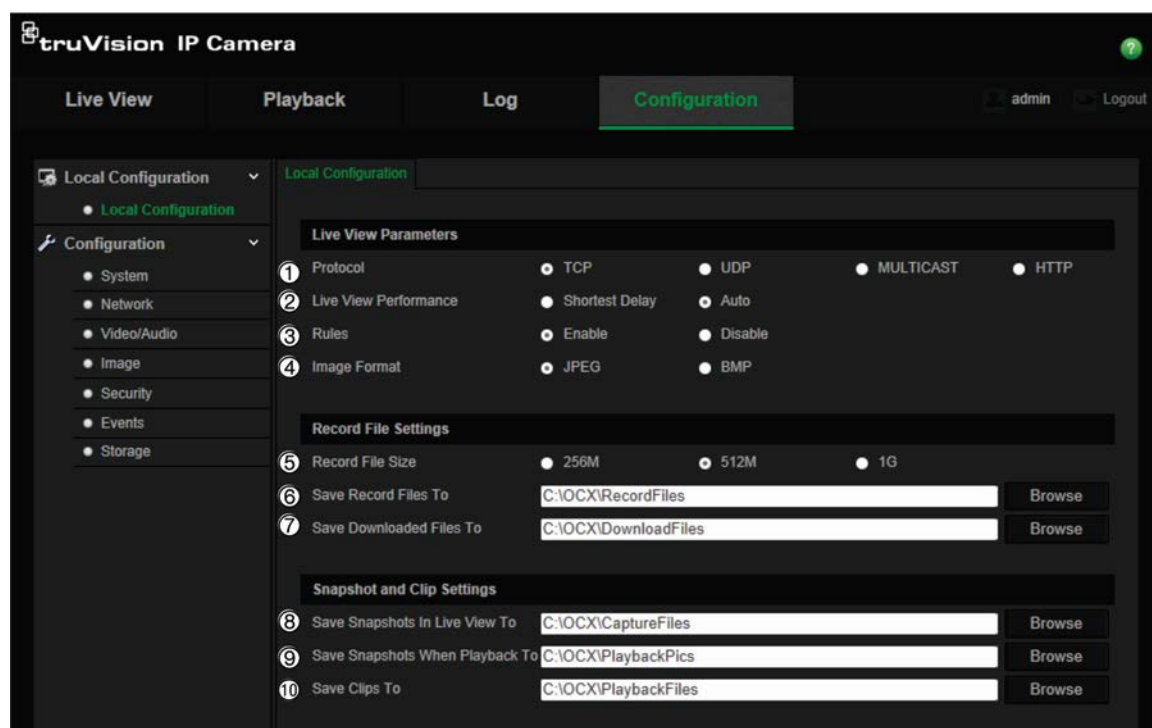 truVision IP Camera
?
Live View Playback Log Configuration admin Logout
Local Configuration
Local Configuration
Configuration
System
Network
Video/Audio
Image
Security
Events
Storage
Local Configuration
Live View Parameters
1 Protocol TCP UDP MULTICAST HTTP
2 Live View Performance Shortest Delay Auto
3 Rules Enable Disable
4 Image Format JPEG BMP
Record File Settings
5 Record File Size 256M 512M 1G
6 Save Record Files To C:\OCX\RecordFiles Browse
7 Save Downloaded Files To C:\OCX\DownloadFiles Browse
Snapshot and Clip Settings
8 Save Snapshots In Live View To C:\OCX\CaptureFiles Browse
9 Save Snapshots When Playback To C:\OCX\PlaybackPics Browse
10 Save Clips To C:\OCX\PlaybackFiles Browse